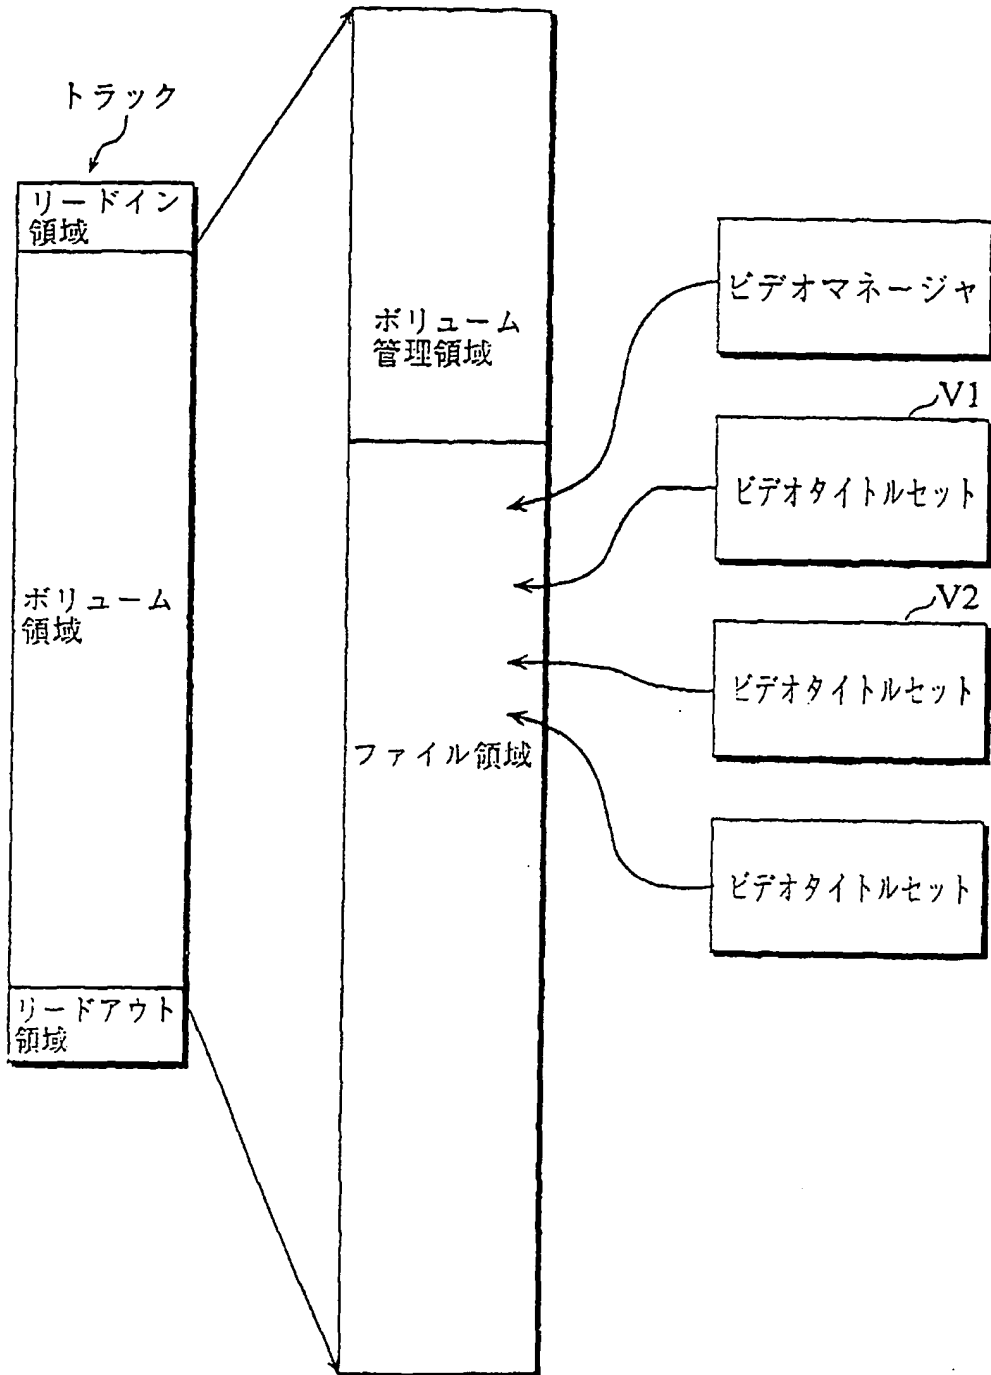 トラック
リードイン
領域
ボリューム
領域
リードアウト
領域
ボリューム
管理領域
ファイル領域
ビデオマネージャ
V1
ビデオタイトルセット
V2
ビデオタイトルセット
ビデオタイトルセット